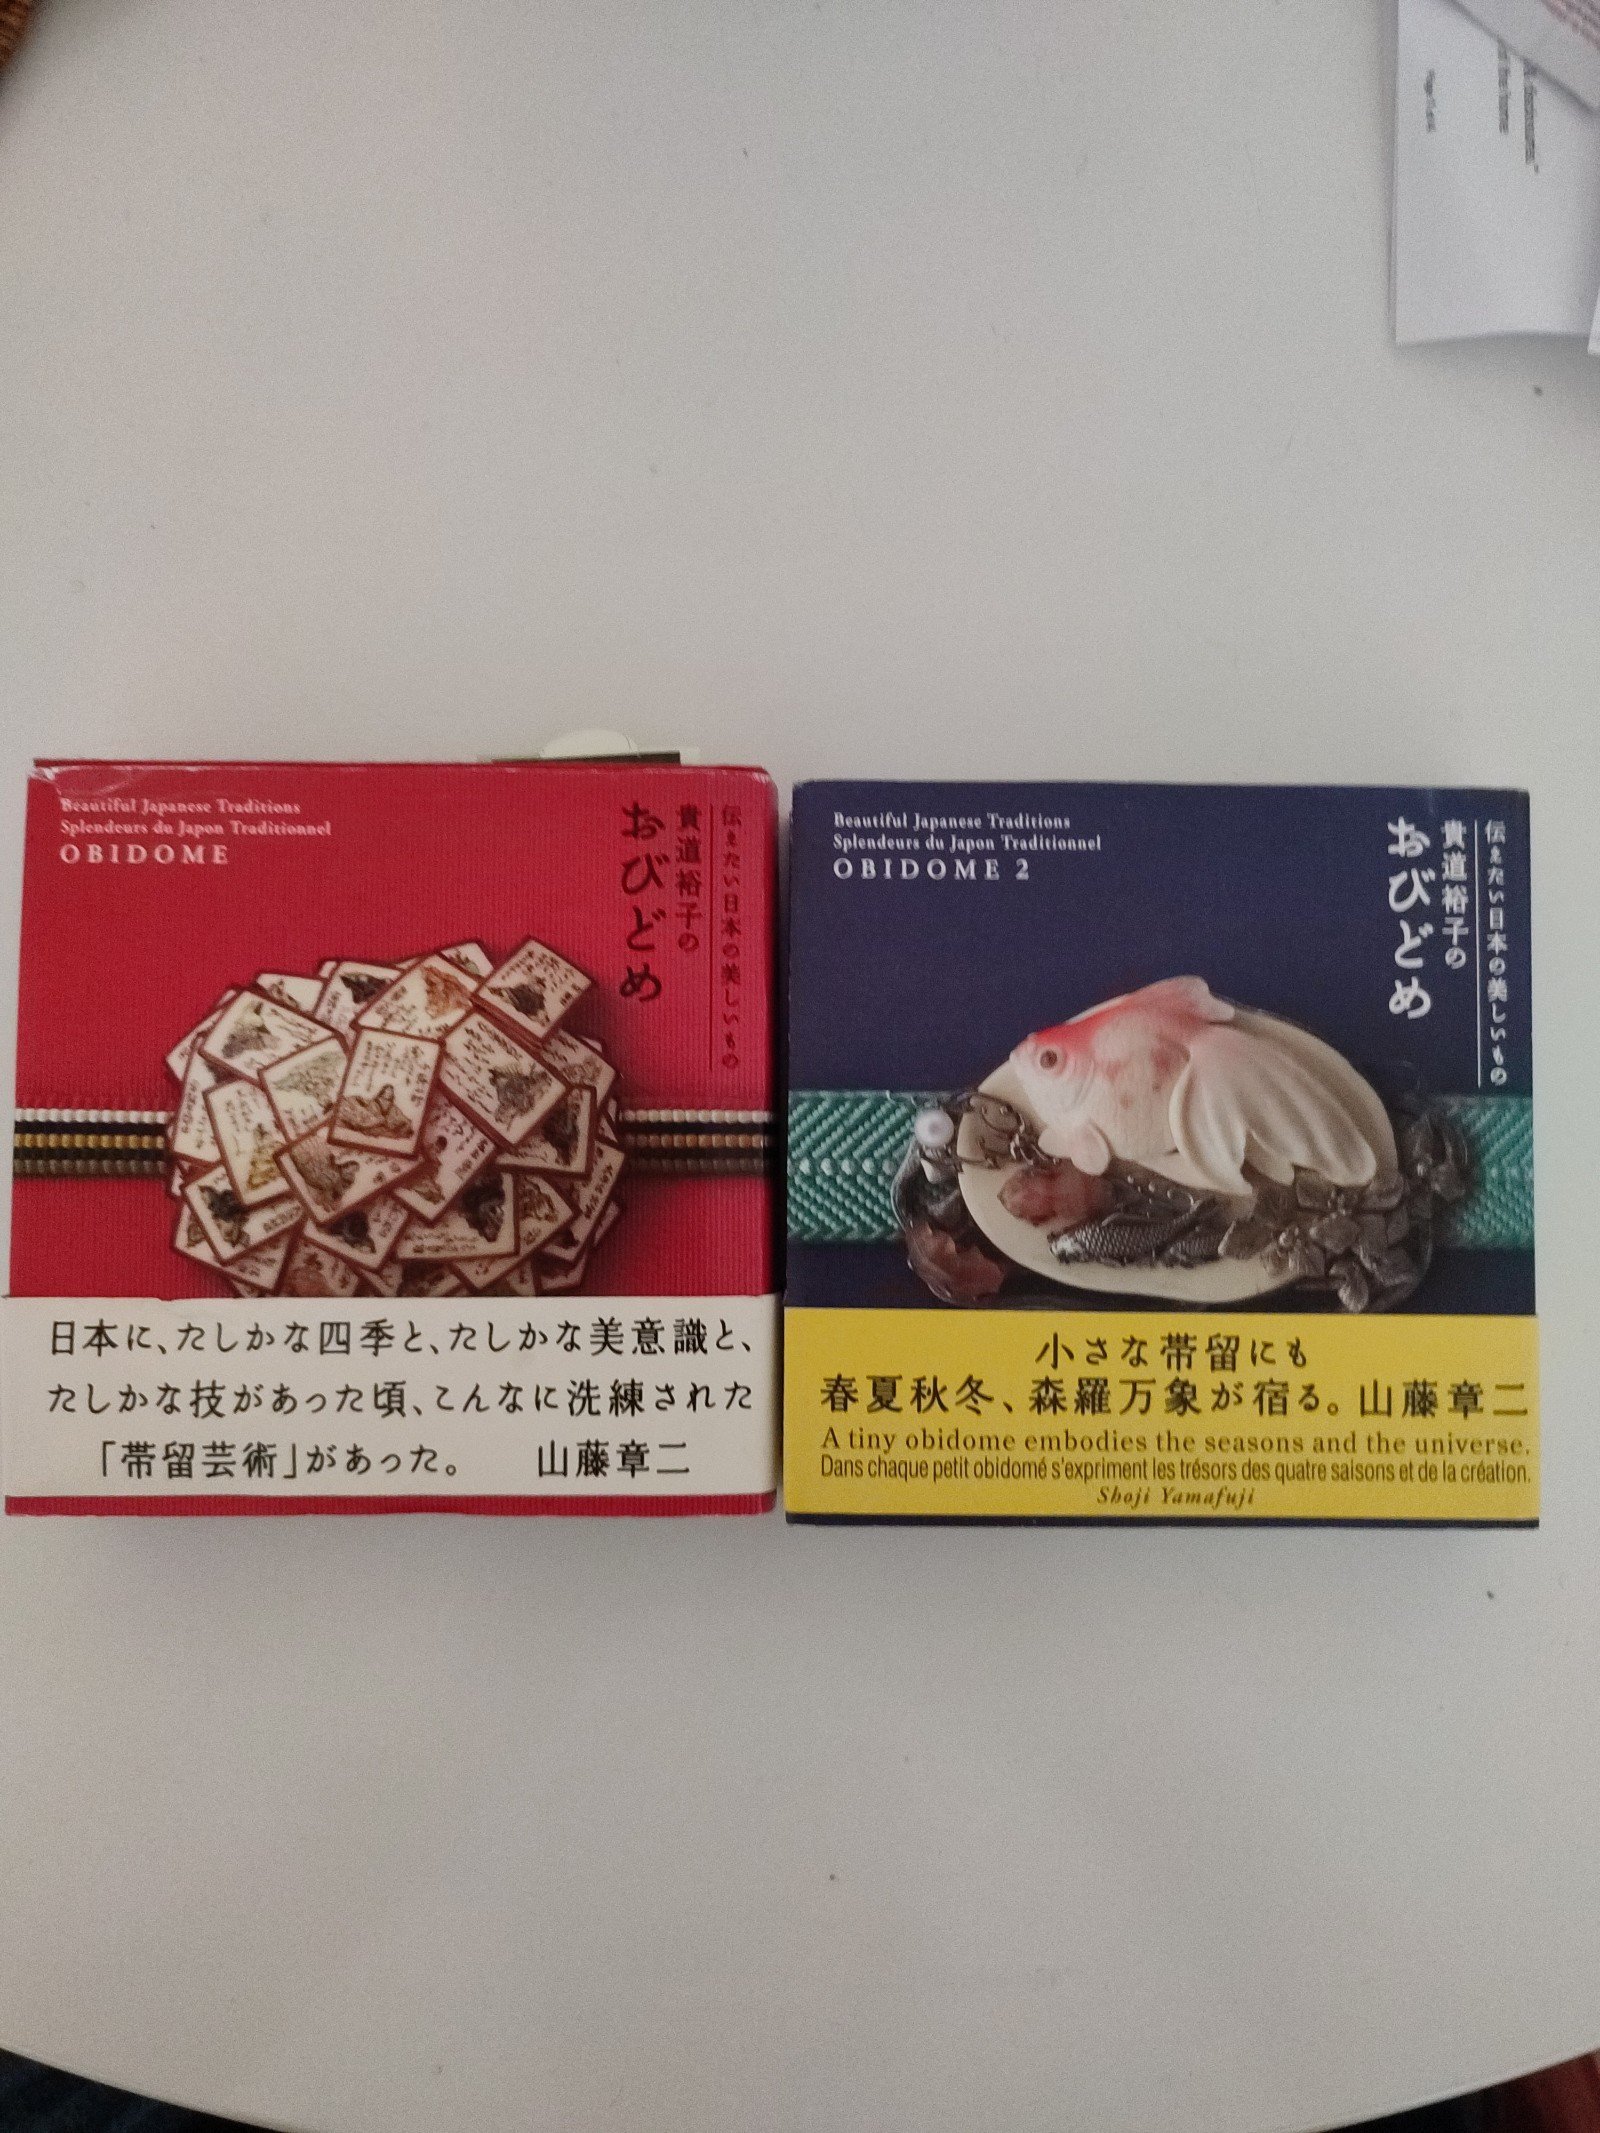 Beautiful Japanese Traditions
Splendeurs du Japon Traditionnel
OBIDOME
伝えたい日本の美しいもの
貴道裕子の
おびどめ
日本に、たしかな四季と、たしかな美意識と、
たしかな技があった頃、こんなに洗練された
「帯留芸術」があった。 山藤章二
Beautiful Japanese Traditions
Splendeurs du Japon Traditionnel
OBIDOME 2
伝えたい日本の美しいもの
貴道裕子の
おびどめ
小さな帯留にも
春夏秋冬、森羅万象が宿る。山藤章二
A tiny obidome embodies the seasons and the universe.
Dans chaque petit obidomé s'expriment les trésors des quatre saisons et de la création.
Shoji Yamafuji